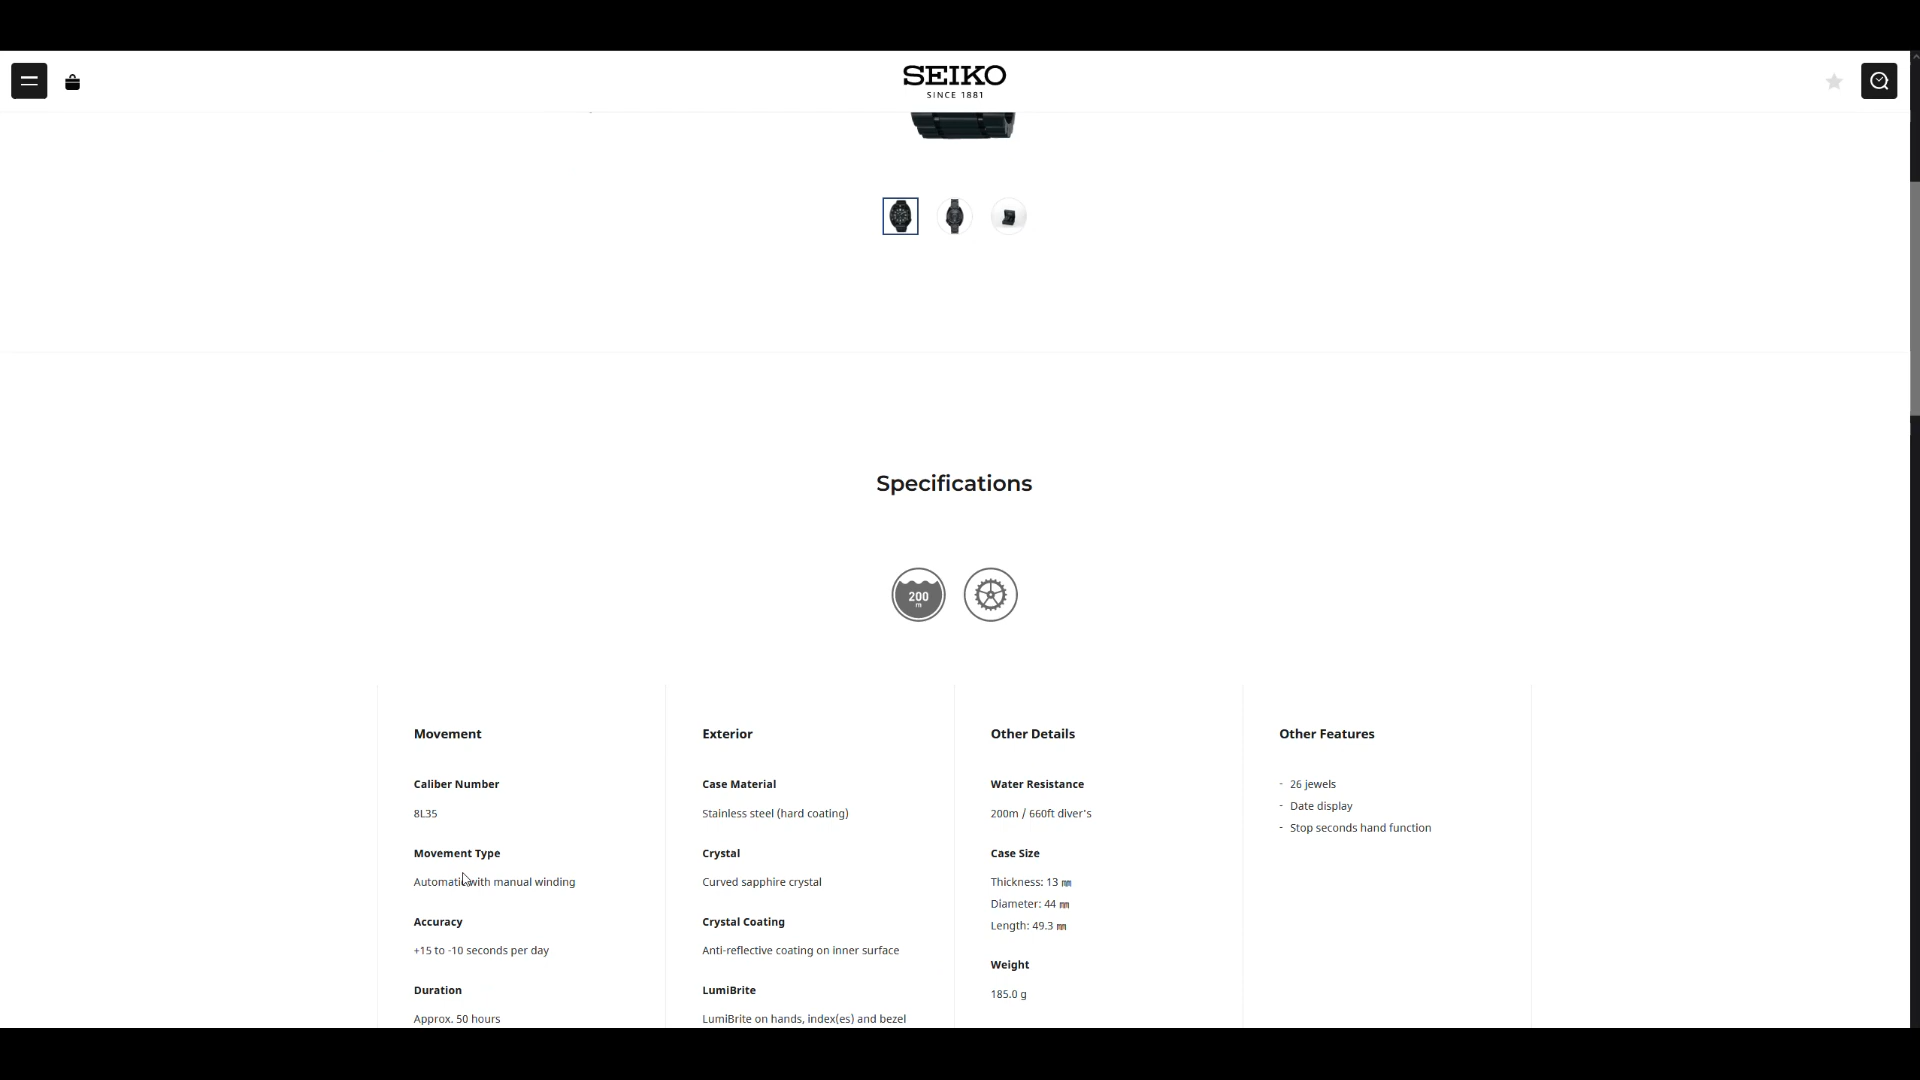 SEIKO
SINCE 1881
Specifications
200
m
Movement
Caliber Number
8L35
Movement Type
Automatic with manual winding
Accuracy
+15 to -10 seconds per day
Duration
Approx. 50 hours
Exterior
Case Material
Stainless steel (hard coating)
Crystal
Curved sapphire crystal
Crystal Coating
Anti-reflective coating on inner surface
LumiBrite
LumiBrite on hands, index(es) and bezel
Other Details
Water Resistance
200m / 660ft diver's
Case Size
Thickness: 13 ㎜
Diameter: 44 ㎜
Length: 49.3 ㎜
Weight
185.0 g
Other Features
- 26 jewels
- Date display
- Stop seconds hand function